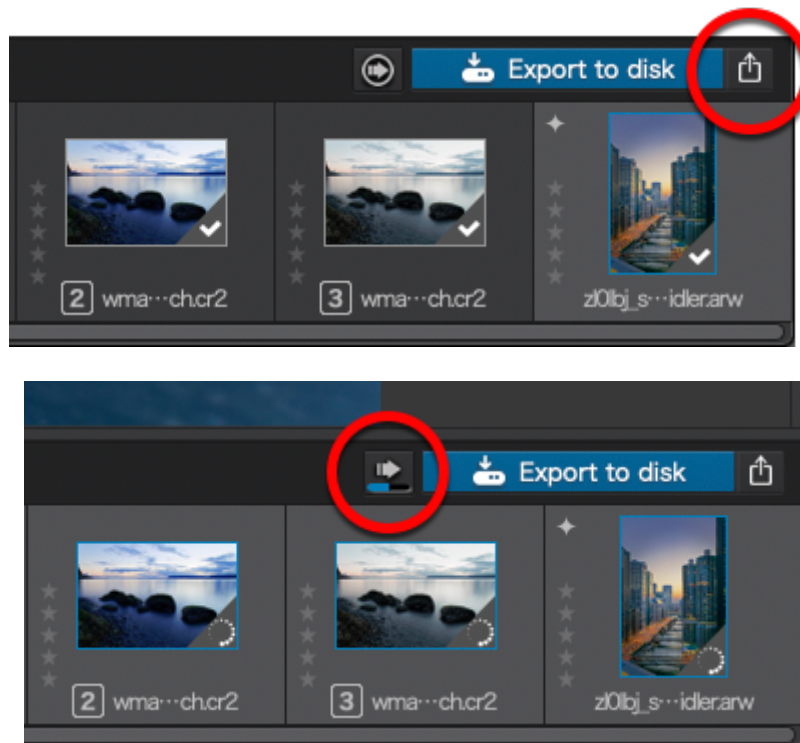 Export to disk
2 wma···ch.cr2
3 wma···ch.cr2
zl0lbj_s···idler.arw
Export to disk
2 wma···ch.cr2
3 wma···ch.cr2
zl0lbj_s···idler.arw